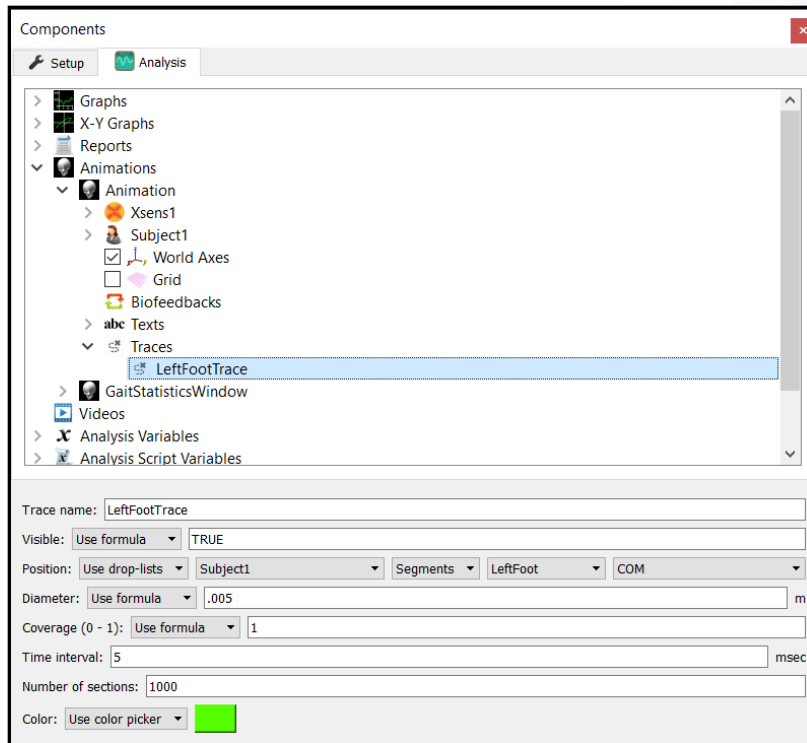 Components
Setup Analysis
Graphs
X-Y Graphs
Reports
Animations
Animation
Xsens1
Subject1
World Axes
Grid
Biofeedbacks
abc Texts
Traces
LeftFootTrace
GaitStatisticsWindow
Videos
x Analysis Variables
x Analysis Script Variables
Trace name: LeftFootTrace
Visible: Use formula TRUE
Position: Use drop-lists Subject1 Segments LeftFoot COM
Diameter: Use formula .005 m
Coverage (0 - 1): Use formula 1
Time interval: 5 msec
Number of sections: 1000
Color: Use color picker